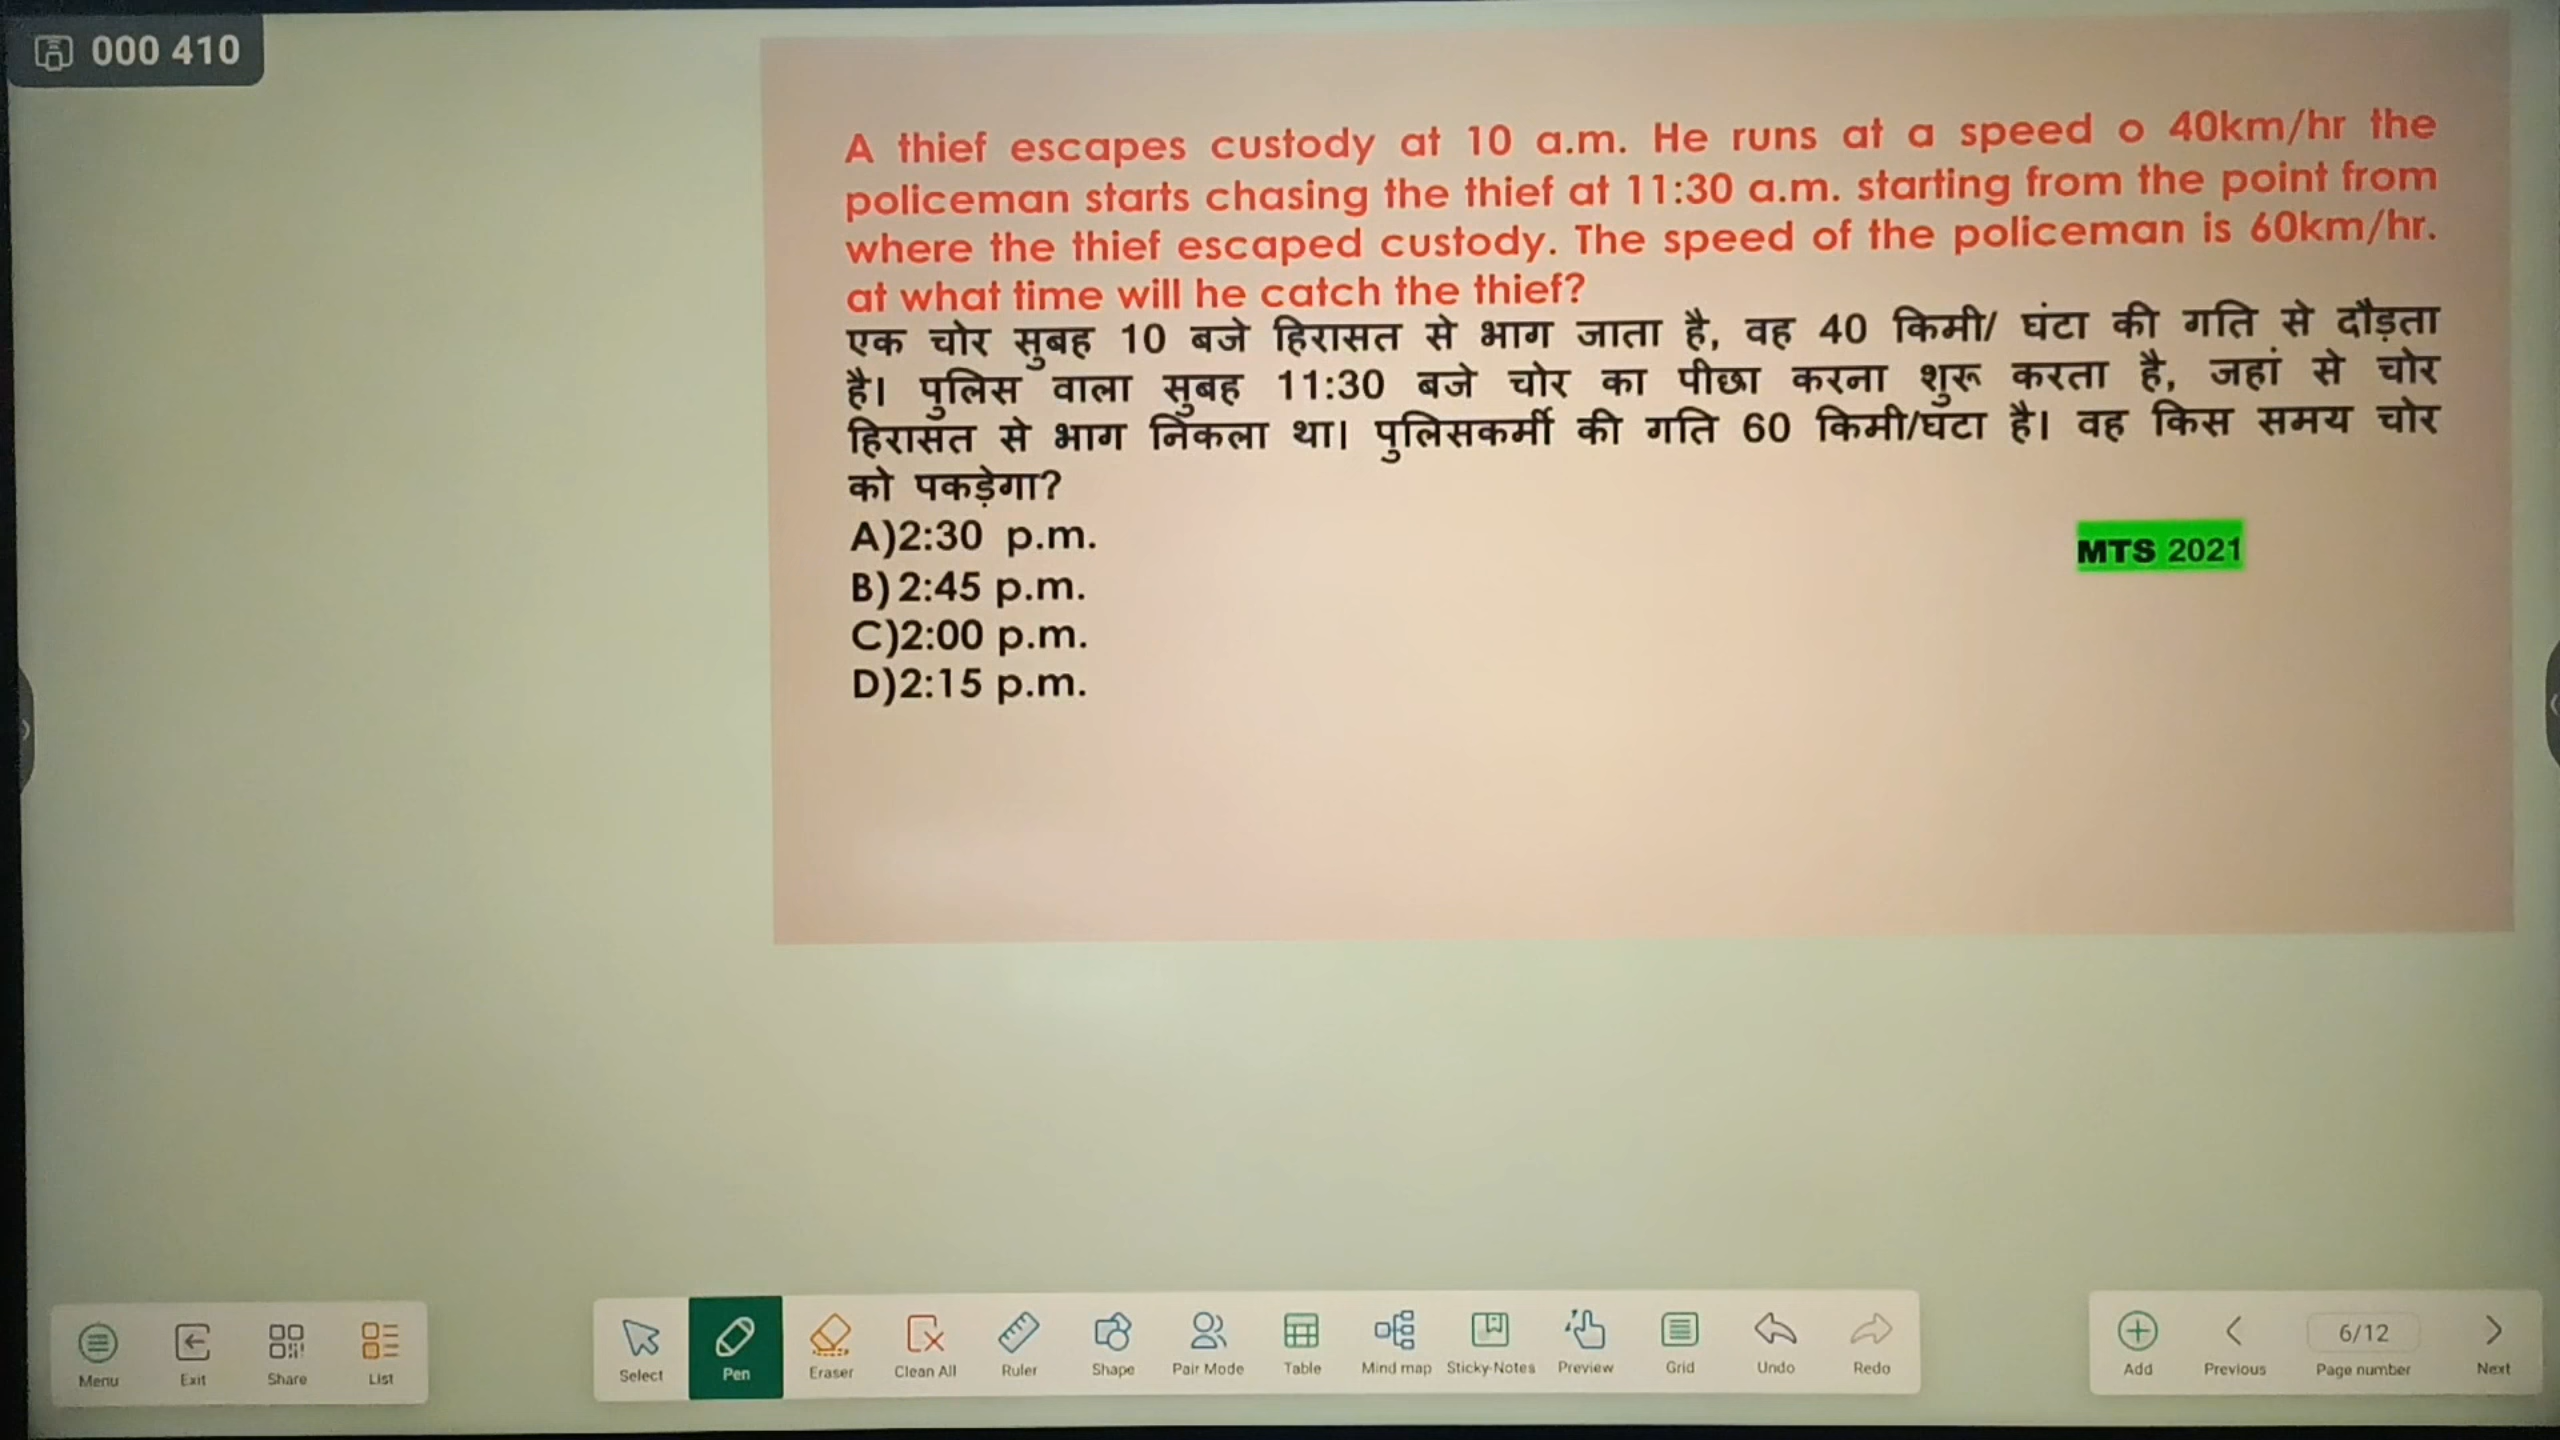 000 410
A thief escapes custody at 10 a.m. He runs at a speed o 40km/hr the
policeman starts chasing the thief at 11:30 a.m. starting from the point from
where the thief escaped custody. The speed of the policeman is 60km/hr.
at what time will he catch the thief?
एक चोर सुबह 10 बजे हिरासत से भाग जाता है, वह 40 किमी/ घंटा की गति से दौड़ता
है। पुलिस वाला सुबह 11:30 बजे चोर का पीछा करना शुरू करता है, जहां से चोर
हिरासत से भाग निकला था। पुलिसकर्मी की गति 60 किमी/घंटा है। वह किस समय चोर
को पकड़ेगा?
A)2:30 p.m.
MTS 2021
B) 2:45 p.m.
C)2:00 p.m.
D)2:15 p.m.
Menu Exit Share List Select Pen Eraser Clean All Ruler Shape Pair Mode Table Mind map Sticky Notes Preview Grid Undo Redo Add Previous 6/12 Page number Next